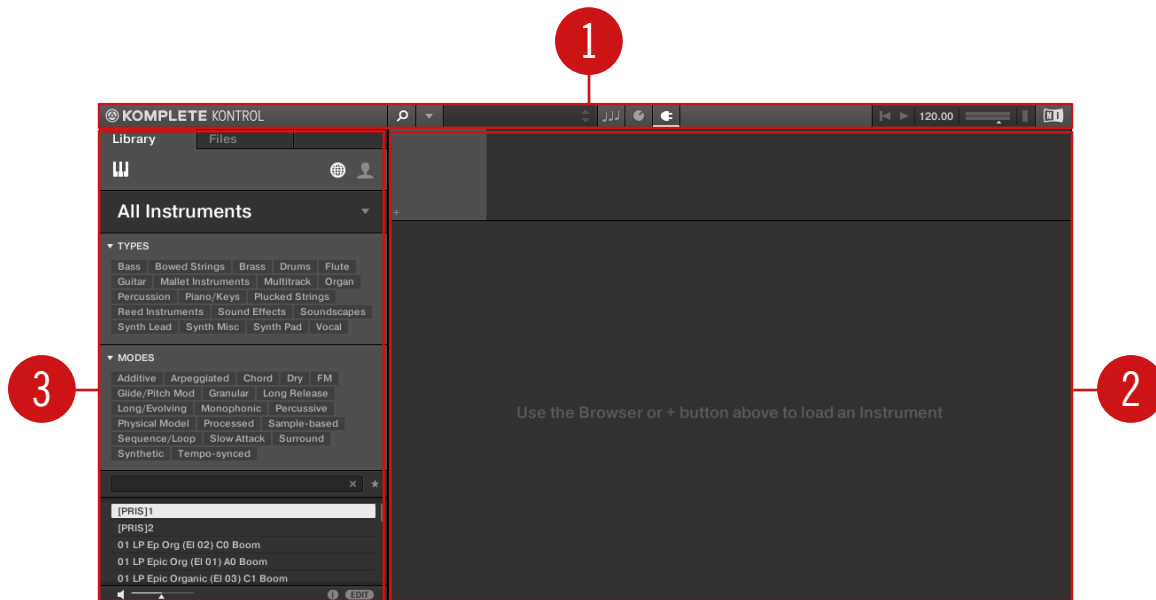 1
KOMPLETE KONTROL 120.00 NI
Library Files
All Instruments
+
TYPES
Bass Bowed Strings Brass Drums Flute
Guitar Mallet Instruments Multitrack Organ
Percussion Piano/Keys Plucked Strings
Reed Instruments Sound Effects Soundscapes
Synth Lead Synth Misc Synth Pad Vocal
MODES
Additive Arpeggiated Chord Dry FM
Glide/Pitch Mod Granular Long Release
Long/Evolving Monophonic Percussive
Physical Model Processed Sample-based
Sequence/Loop Slow Attack Surround
Synthetic Tempo-synced
3
2
Use the Browser or + button above to load an Instrument
[PRIS]1
[PRIS]2
01 LP Ep Org (EI 02) C0 Boom
01 LP Epic Org (EI 01) A0 Boom
01 LP Epic Organic (EI 03) C1 Boom
i EDIT